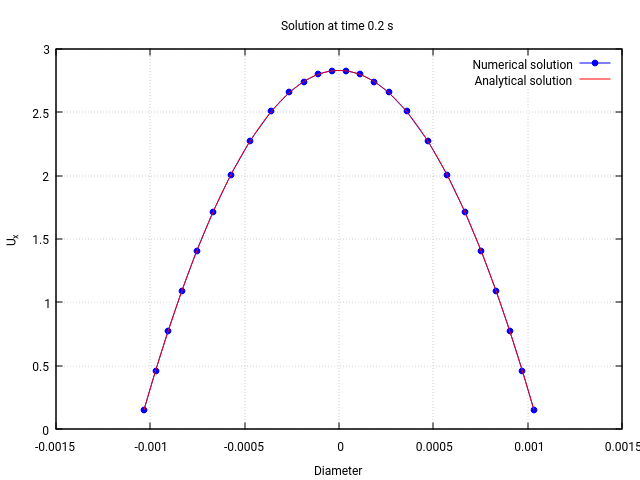 Solution at time 0.2 s
Numerical solution
Analytical solution
3
2.5
2
1.5
1
0.5
0
Ux
-0.0015
-0.001
-0.0005
0
0.0005
0.001
0.0015
Diameter